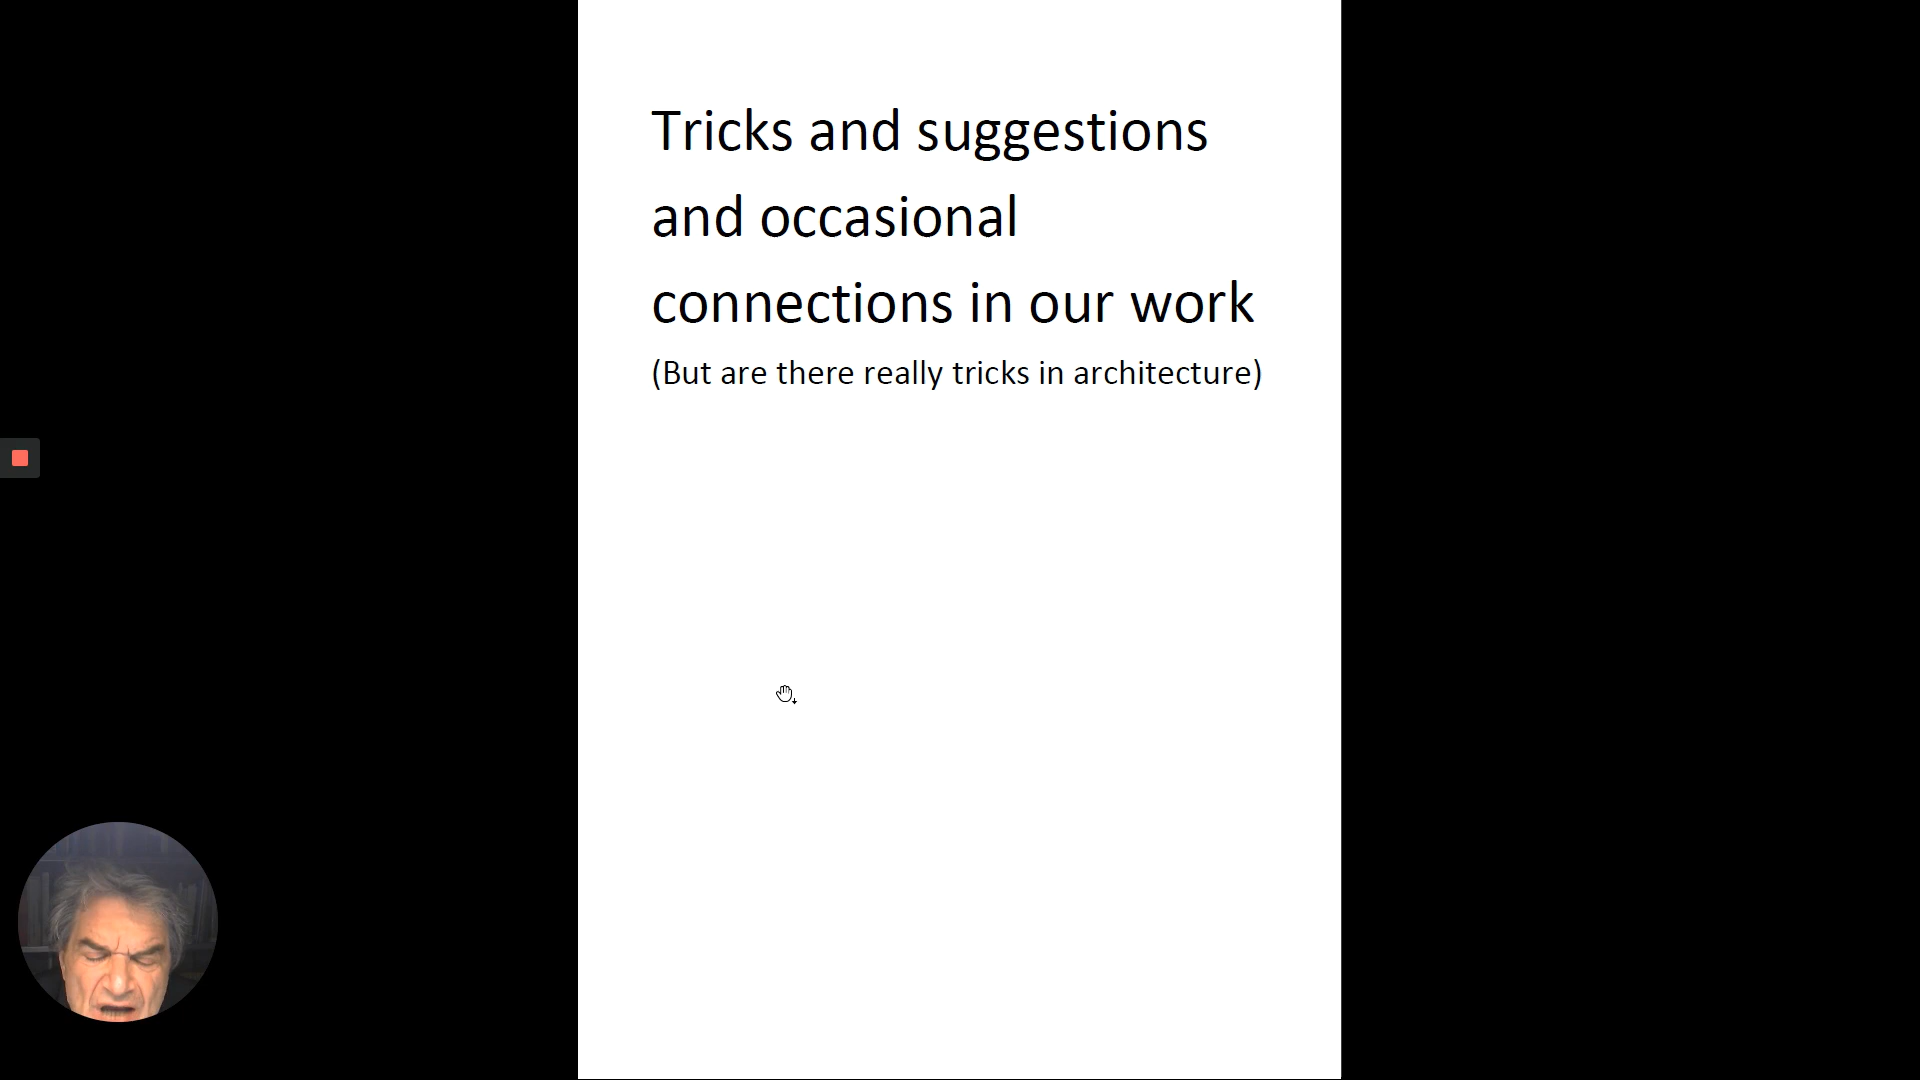 Tricks and suggestions
and occasional
connections in our work
(But are there really tricks in architecture)